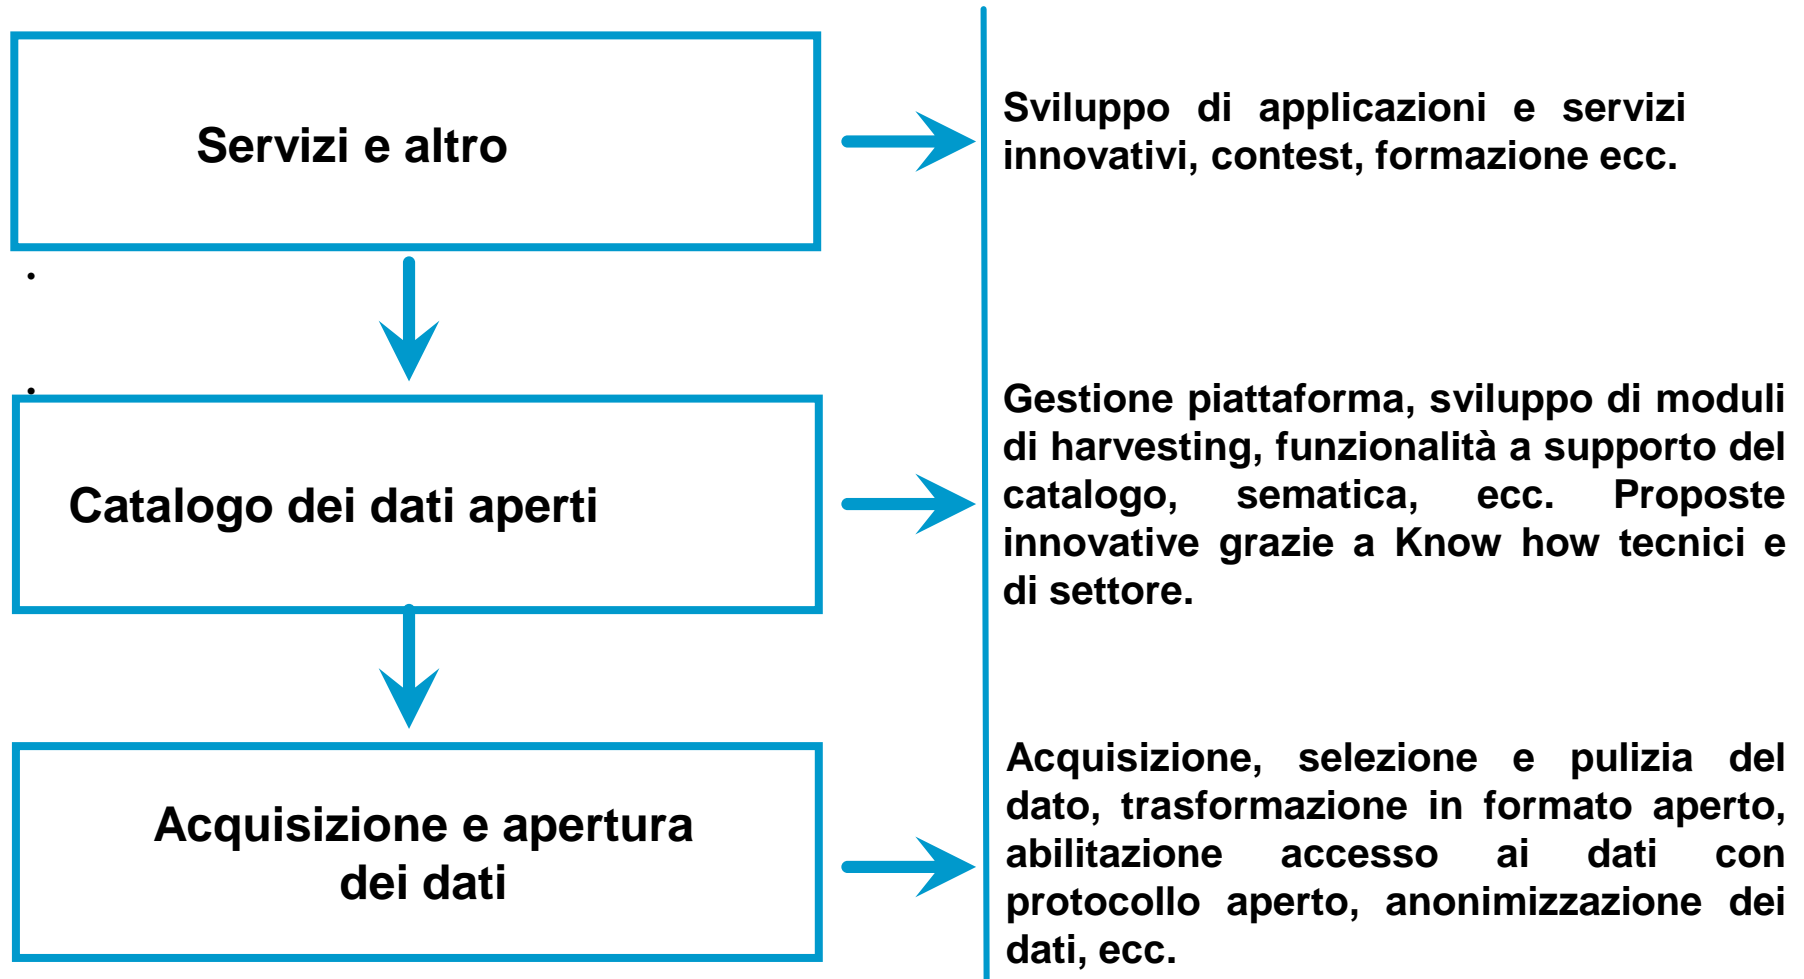 Servizi e altro
Sviluppo di applicazioni e servizi
innovativi, contest, formazione ecc.
Catalogo dei dati aperti
Gestione piattaforma, sviluppo di moduli
di harvesting, funzionalità a supporto del
catalogo, sematica, ecc. Proposte
innovative grazie a Know how tecnici e
di settore.
Acquisizione e apertura
dei dati
Acquisizione, selezione e pulizia del
dato, trasformazione in formato aperto,
abilitazione accesso ai dati con
protocollo aperto, anonimizzazione dei
dati, ecc.